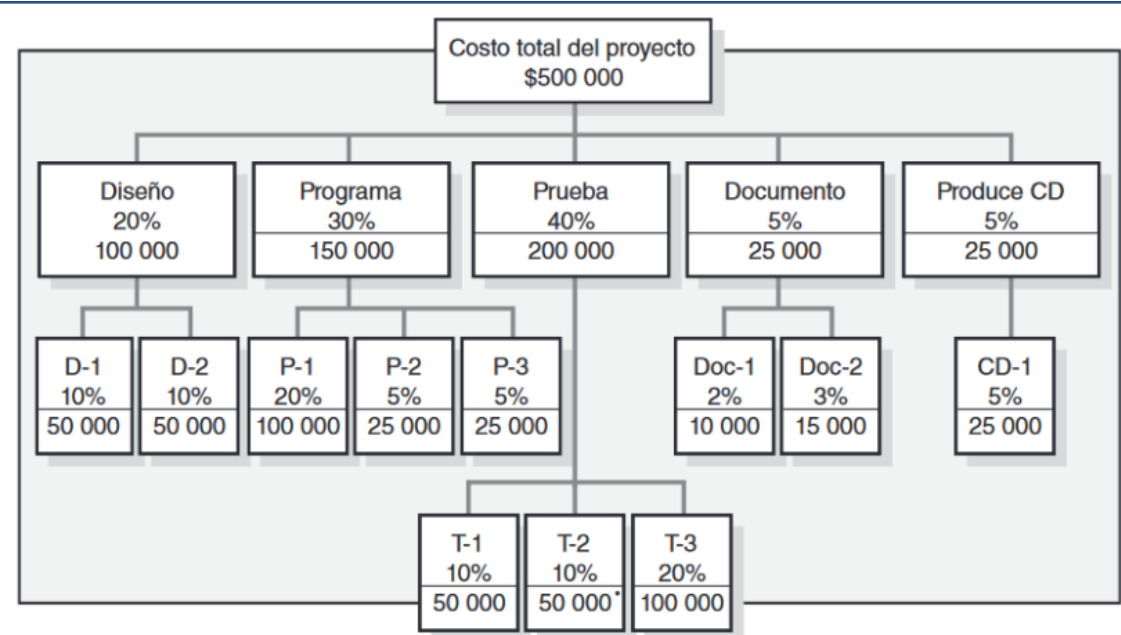 Costo total del proyecto
$500 000
Diseño
20%
100 000
Programa
30%
150 000
Prueba
40%
200 000
Documento
5%
25 000
Produce CD
5%
25 000
D-1
10%
50 000
D-2
10%
50 000
P-1
20%
100 000
P-2
5%
25 000
P-3
5%
25 000
Doc-1
2%
10 000
Doc-2
3%
15 000
CD-1
5%
25 000
T-1
10%
50 000
T-2
10%
50 000
T-3
20%
100 000